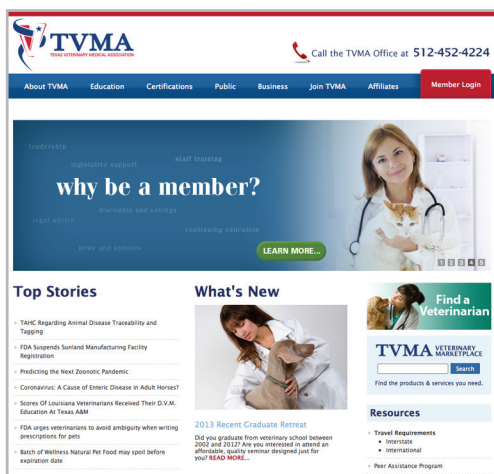 TVMA
TEXAS VETERINARY MEDICAL ASSOCIATION
Call the TVMA Office at 512-452-4224
About TVMA
Education
Certifications
Public
Business
Join TVMA
Affiliates
Member Login
leadership
staff training
legislative support
why be a member?
discounts and savings
legal advice
continuing education
news and updates
LEARN MORE...
1 2 3 4 5
Top Stories
TAHC Regarding Animal Disease Traceability and
Tagging
FDA Suspends Sunland Manufacturing Facility
Registration
Predicting the Next Zoonotic Pandemic
Coronavirus: A Cause of Enteric Disease in Adult Horses?
Scores Of Louisiana Veterinarians Received Their D.V.M.
Education At Texas A&M
FDA urges veterinarians to avoid ambiguity when writing
prescriptions for pets
Batch of Wellness Natural Pet Food may spoil before
expiration date
What's New
2013 Recent Graduate Retreat
Did you graduate from veterinary school between
2002 and 2012? Are you interested in attend an
affordable, quality seminar designed just for
you? READ MORE...
Find a
Veterinarian
TVMA VETERINARY
MARKETPLACE
Search
Find the products & services you need.
Resources
Travel Requirements
Interstate
International
Peer Assistance Program